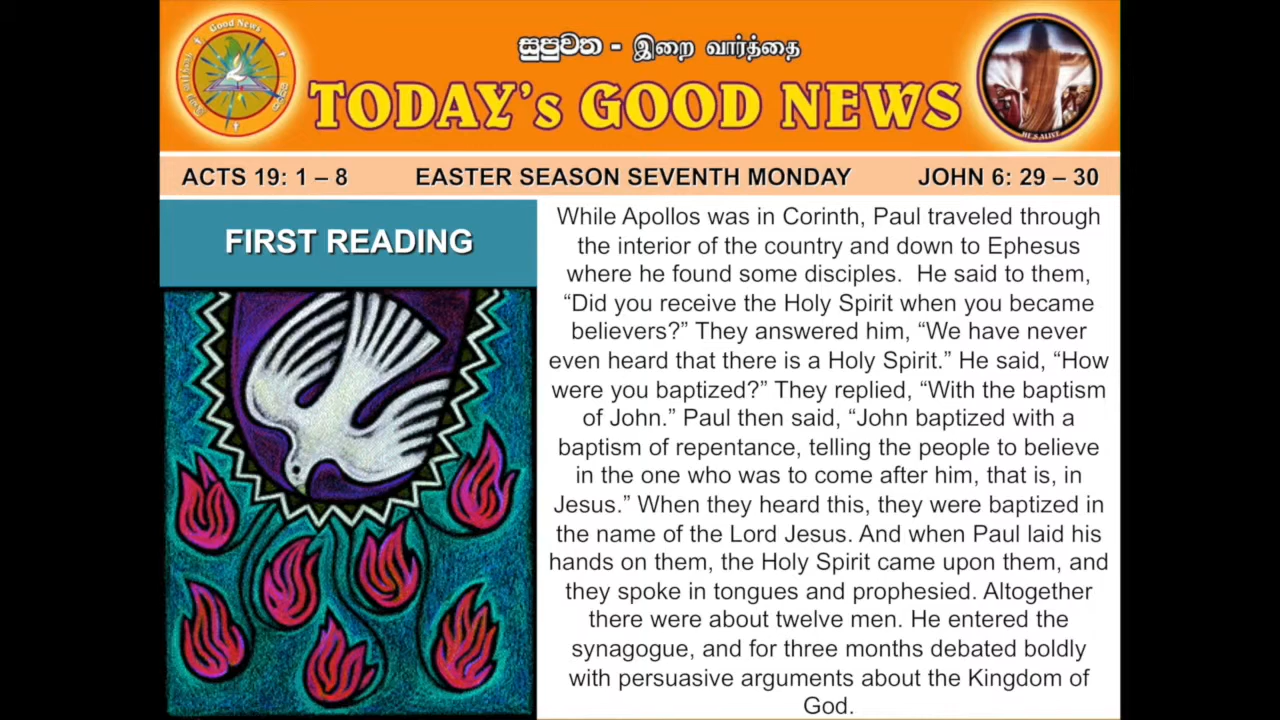 Good News
සුපුවත - இறை வார்த்தை
TODAY's GOOD NEWS
HE'S ALIVE
ACTS 19: 1 – 8
EASTER SEASON SEVENTH MONDAY
JOHN 6: 29 – 30
FIRST READING
While Apollos was in Corinth, Paul traveled through
the interior of the country and down to Ephesus
where he found some disciples.  He said to them,
“Did you receive the Holy Spirit when you became
believers?” They answered him, “We have never
even heard that there is a Holy Spirit.” He said, “How
were you baptized?” They replied, “With the baptism
of John.” Paul then said, “John baptized with a
baptism of repentance, telling the people to believe
in the one who was to come after him, that is, in
Jesus.” When they heard this, they were baptized in
the name of the Lord Jesus. And when Paul laid his
hands on them, the Holy Spirit came upon them, and
they spoke in tongues and prophesied. Altogether
there were about twelve men. He entered the
synagogue, and for three months debated boldly
with persuasive arguments about the Kingdom of
God.